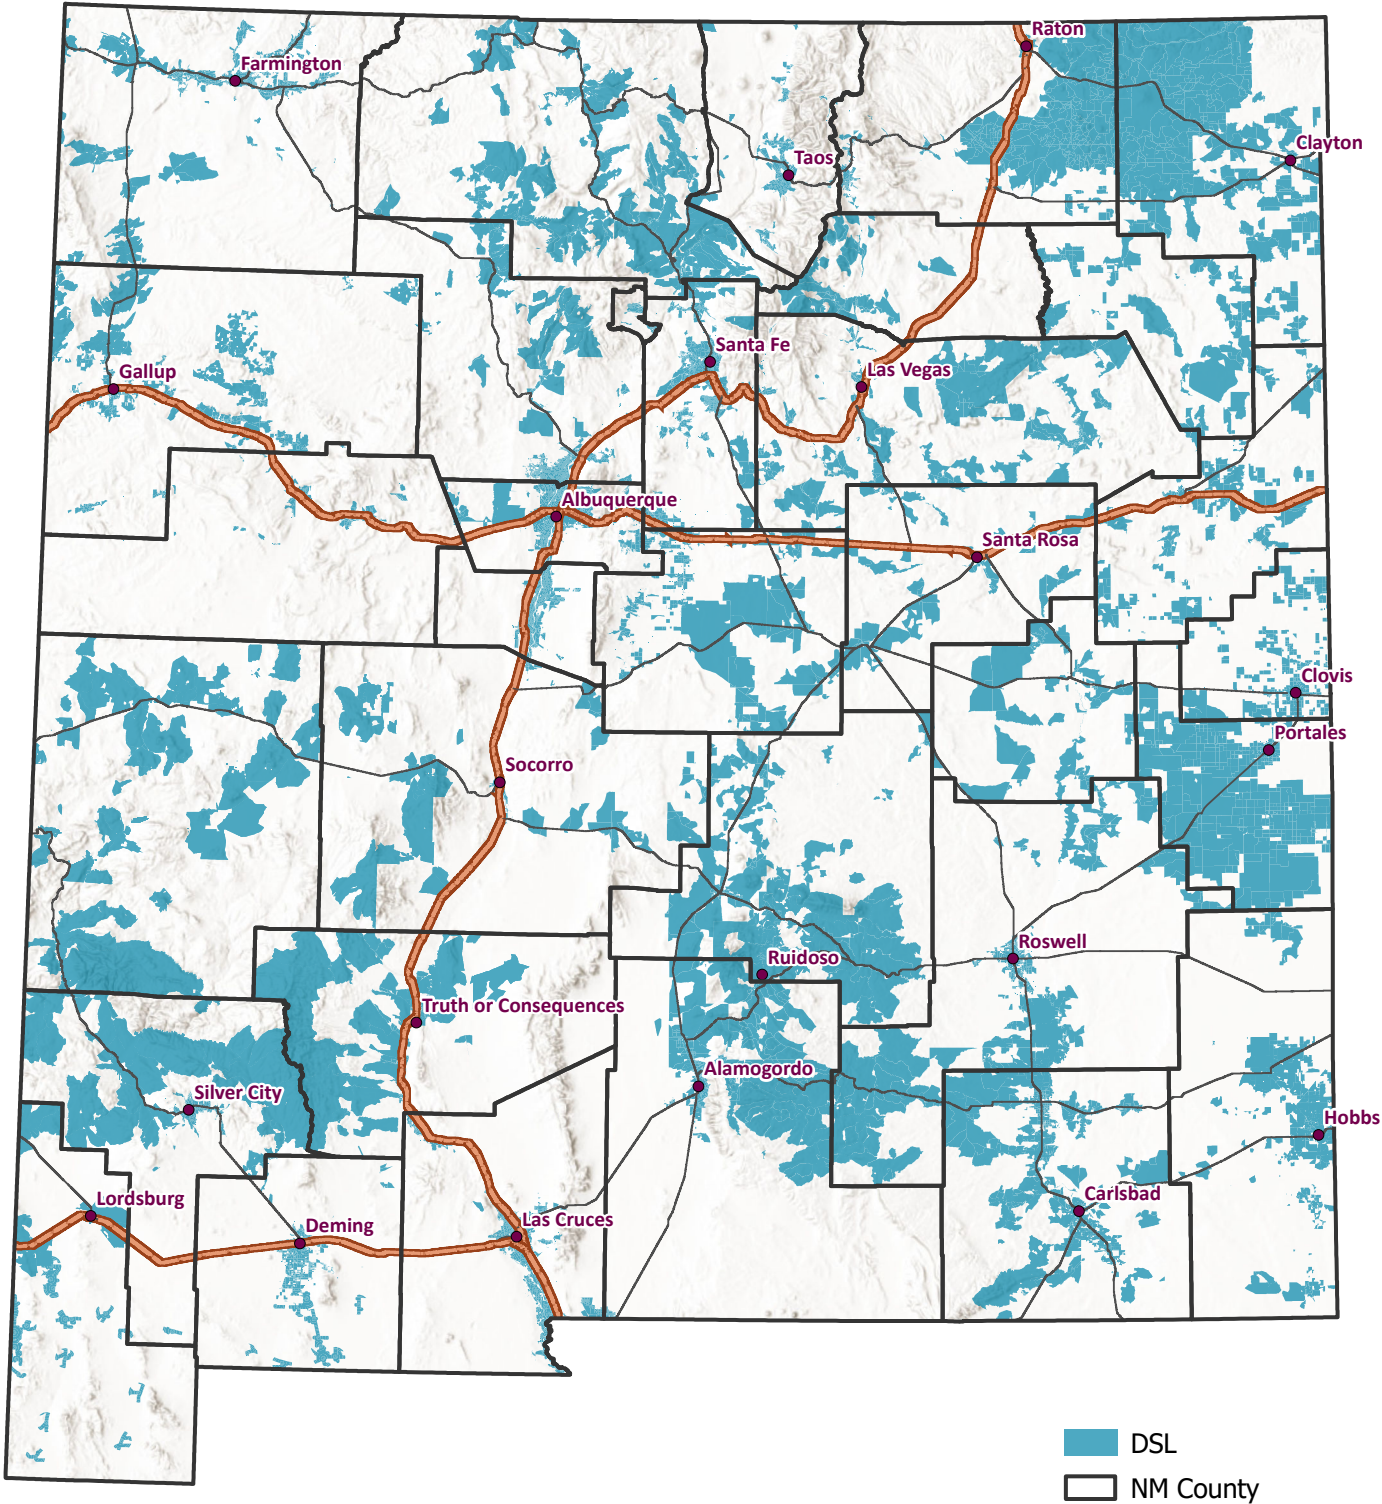 Raton
Farmington
Clayton
Taos
Santa Fe
Gallup
Las Vegas
Albuquerque
Santa Rosa
Clovis
Portales
Socorro
Roswell
Ruidoso
Truth or Consequences
Alamogordo
Silver City
Hobbs
Carlsbad
Lordsburg
Las Cruces
Deming
DSL
NM County